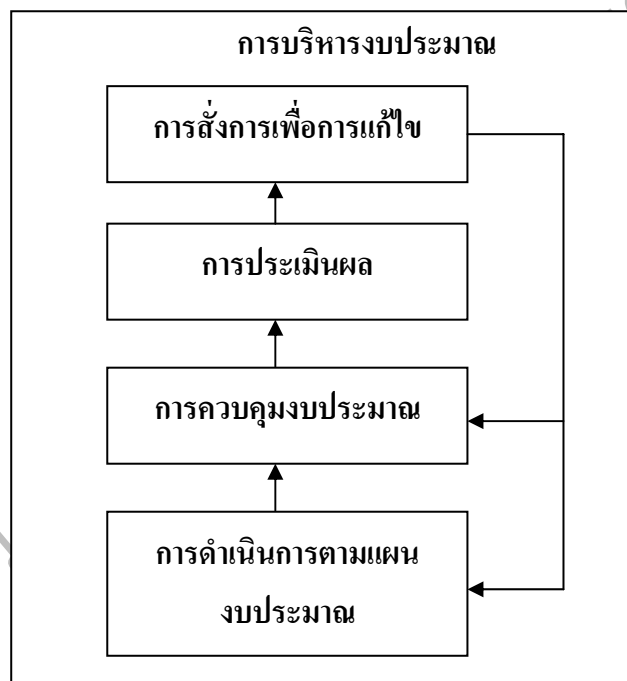 การบริหารงบประมาณ
การสั่งการเพื่อการแก้ไข
การประเมินผล
การควบคุมงบประมาณ
การดำเนินการตามแผน
งบประมาณ